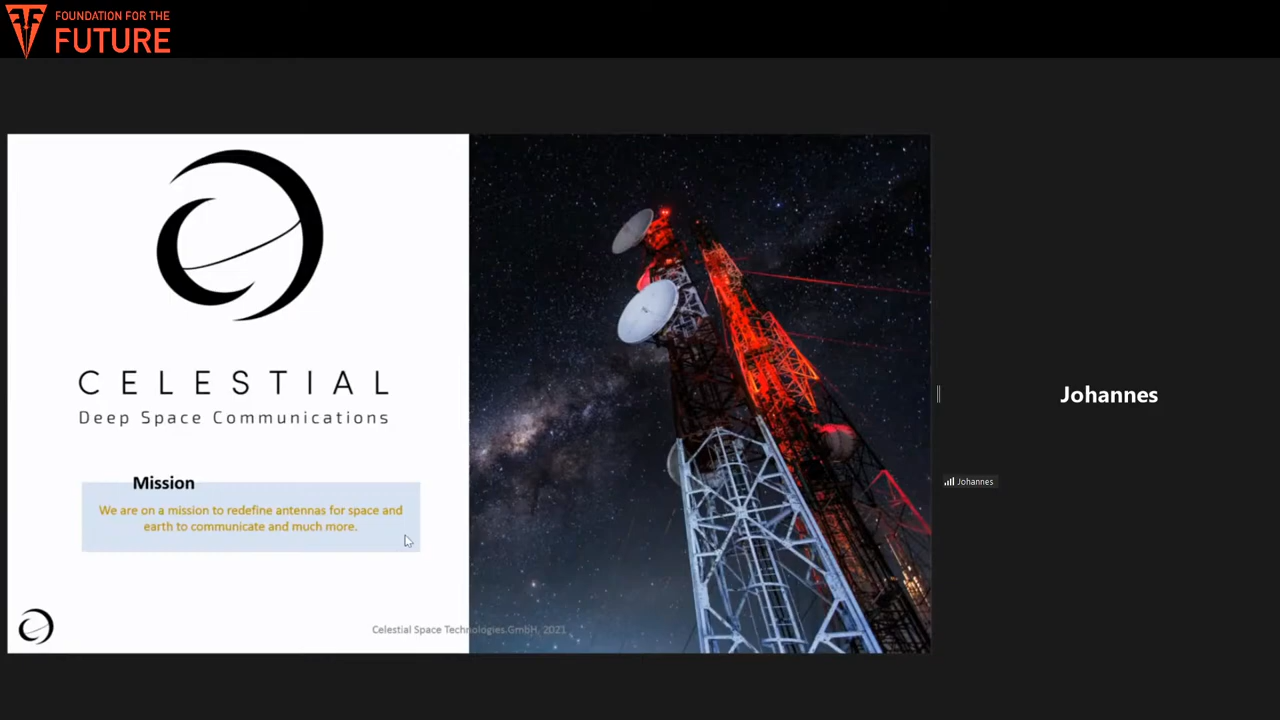 FOUNDATION FOR THE
FUTURE
CELESTIAL
Deep Space Communications
Mission
We are on a mission to redefine antennas for space and
earth to communicate and much more.
Celestial Space Technologies GmbH, 2021
Johannes
Johannes